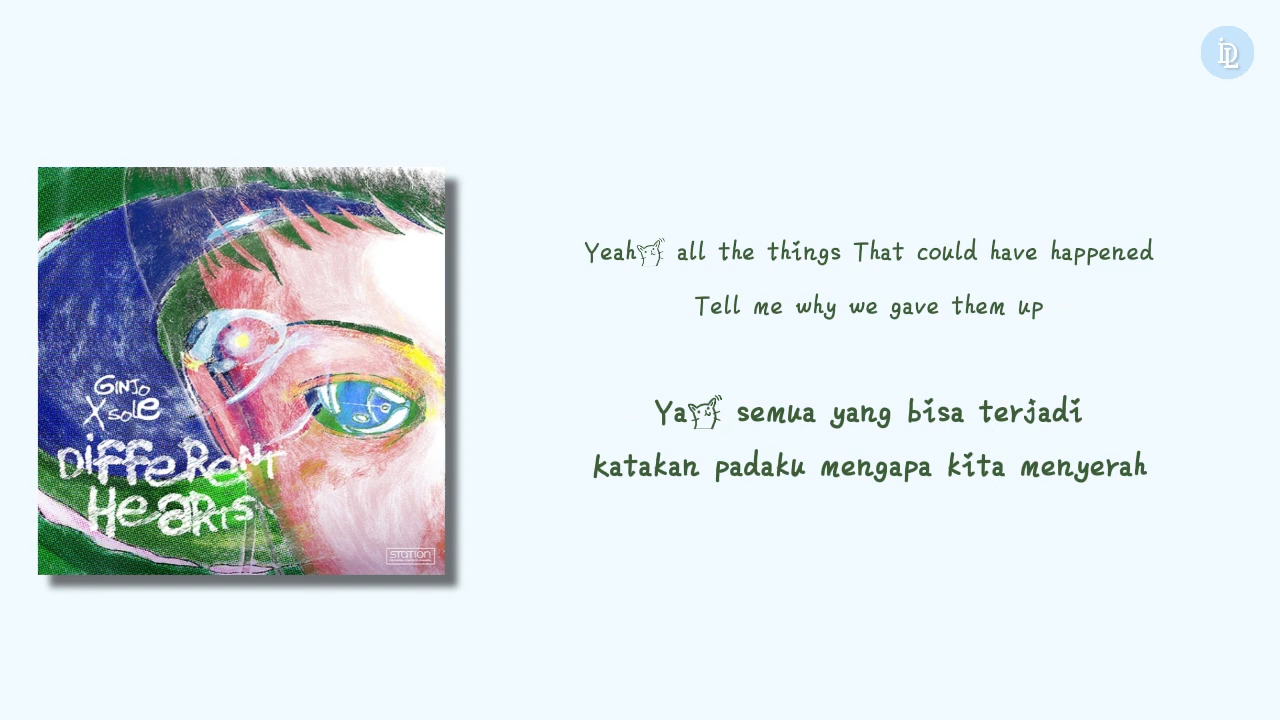 iDL
GINJO
X SOLE
DiffeReNT
HeaRTS
STATION
Yeah all the things That could have happened
Tell me why we gave them up
Ya semua yang bisa terjadi
katakan padaku mengapa kita menyerah